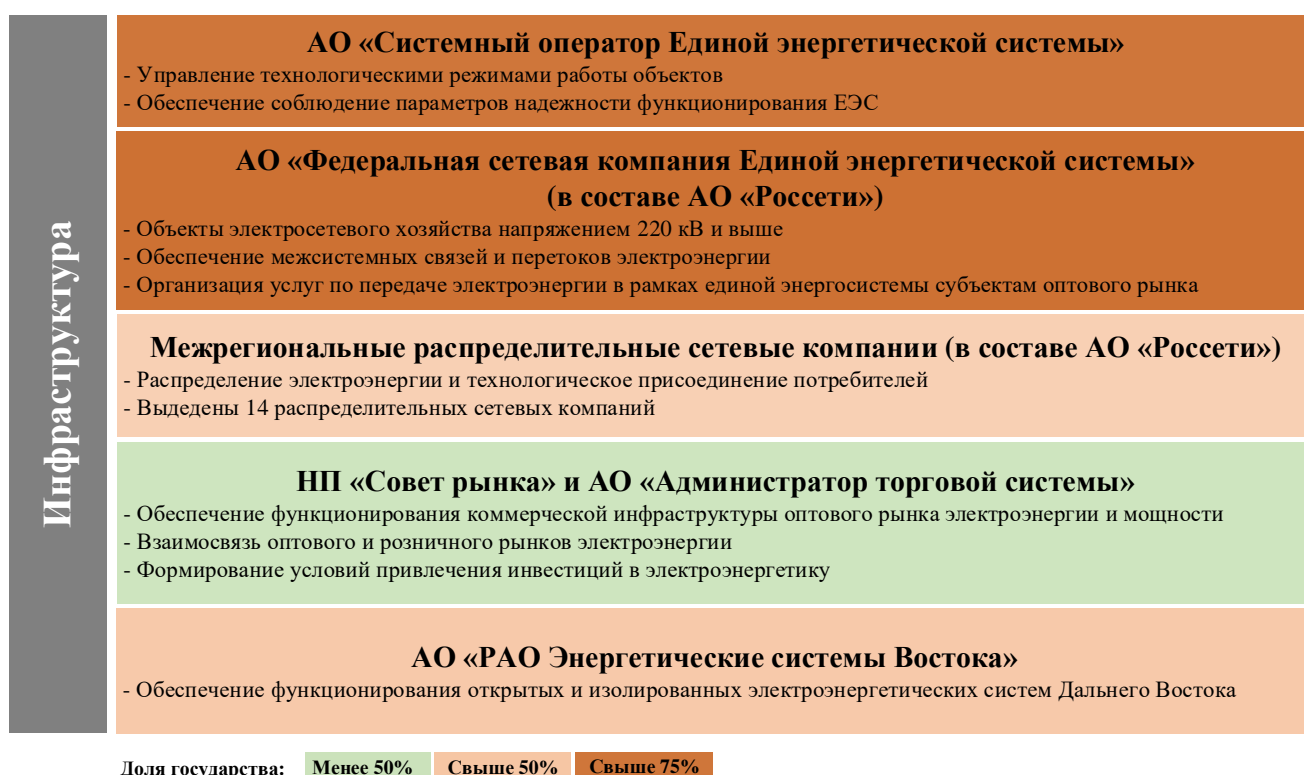 Инфраструктура
АО «Системный оператор Единой энергетической системы»
- Управление технологическими режимами работы объектов
- Обеспечение соблюдение параметров надежности функционирования ЕЭС
АО «Федеральная сетевая компания Единой энергетической системы»
(в составе АО «Россети»)
- Объекты электросетевого хозяйства напряжением 220 кВ и выше
- Обеспечение межсистемных связей и перетоков электроэнергии
- Организация услуг по передаче электроэнергии в рамках единой энергосистемы субъектам оптового рынка
Межрегиональные распределительные сетевые компании (в составе АО «Россети»)
- Распределение электроэнергии и технологическое присоединение потребителей
- Выдедены 14 распределительных сетевых компаний
НП «Совет рынка» и АО «Администратор торговой системы»
- Обеспечение функционирования коммерческой инфраструктуры оптового рынка электроэнергии и мощности
- Взаимосвязь оптового и розничного рынков электроэнергии
- Формирование условий привлечения инвестиций в электроэнергетику
АО «РАО Энергетические системы Востока»
- Обеспечение функционирования открытых и изолированных электроэнергетических систем Дальнего Востока
Доля государства: Менее 50% Свыше 50% Свыше 75%